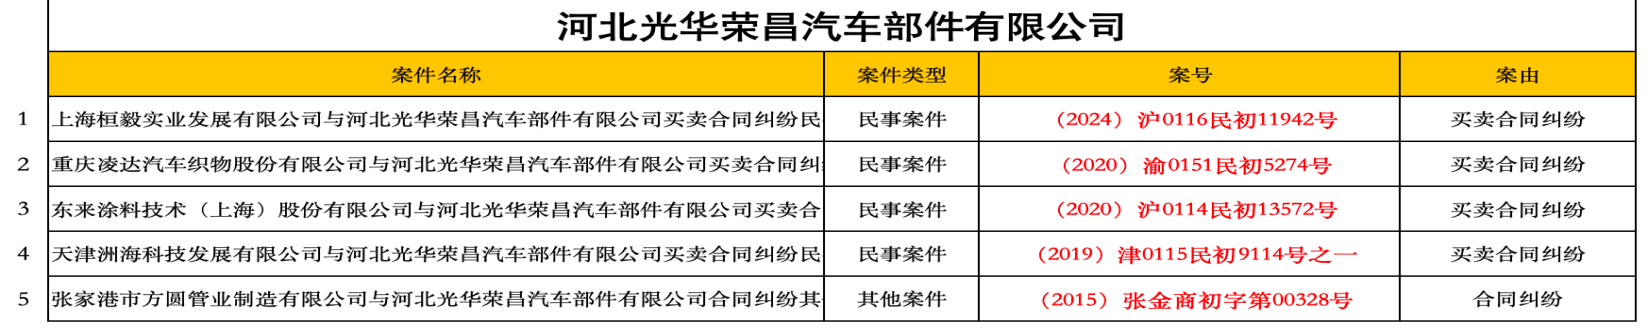 河北光华荣昌汽车部件有限公司
案件名称 案件类型 案号 案由
1 上海桓毅实业发展有限公司与河北光华荣昌汽车部件有限公司买卖合同纠纷民 民事案件 （2024）沪0116民初11942号 买卖合同纠纷
2 重庆凌达汽车织物股份有限公司与河北光华荣昌汽车部件有限公司买卖合同纠 民事案件 （2020）渝0151民初5274号 买卖合同纠纷
3 东来涂料技术（上海）股份有限公司与河北光华荣昌汽车部件有限公司买卖合 民事案件 （2020）沪0114民初13572号 买卖合同纠纷
4 天津洲海科技发展有限公司与河北光华荣昌汽车部件有限公司买卖合同纠纷民 民事案件 （2019）津0115民初9114号之一 买卖合同纠纷
5 张家港市方圆管业制造有限公司与河北光华荣昌汽车部件有限公司合同纠纷其 其他案件 （2015）张金商初字第00328号 合同纠纷